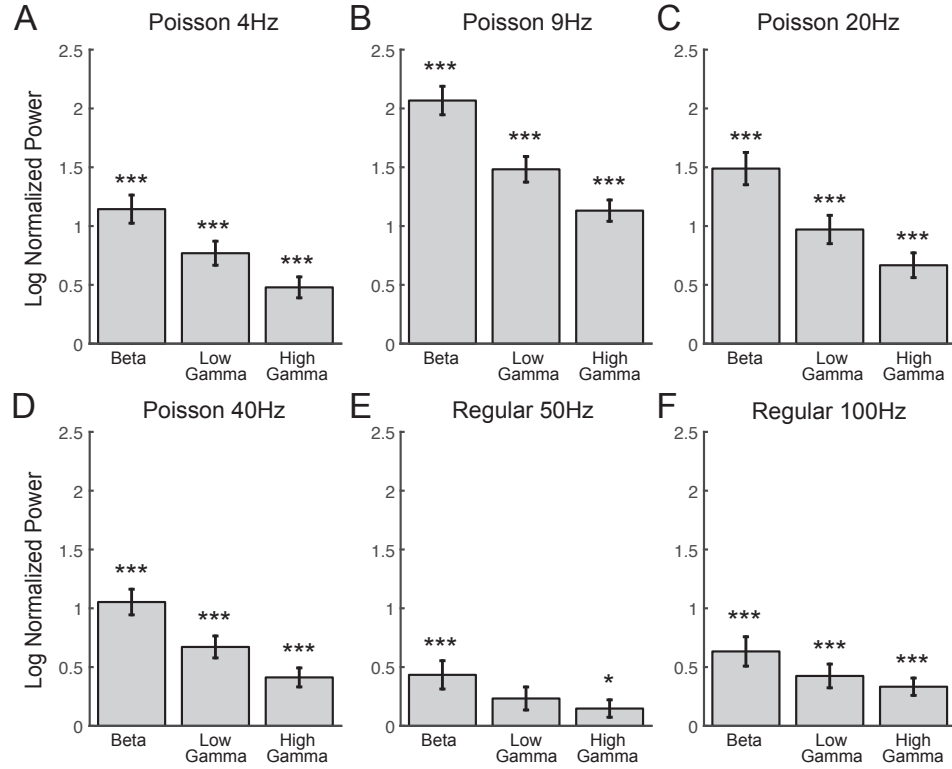 A Poisson 4Hz
B Poisson 9Hz
C Poisson 20Hz
Log Normalized Power
2.5
2
1.5
1
0.5
0
***
***
***
Beta
Low
Gamma
High
Gamma
2.5
2
1.5
1
0.5
0
***
***
***
Beta
Low
Gamma
High
Gamma
2.5
2
1.5
1
0.5
0
***
***
***
Beta
Low
Gamma
High
Gamma
D Poisson 40Hz
E Regular 50Hz
F Regular 100Hz
Log Normalized Power
2.5
2
1.5
1
0.5
0
***
***
***
Beta
Low
Gamma
High
Gamma
2.5
2
1.5
1
0.5
0
***
*
Beta
Low
Gamma
High
Gamma
2.5
2
1.5
1
0.5
0
***
***
***
Beta
Low
Gamma
High
Gamma